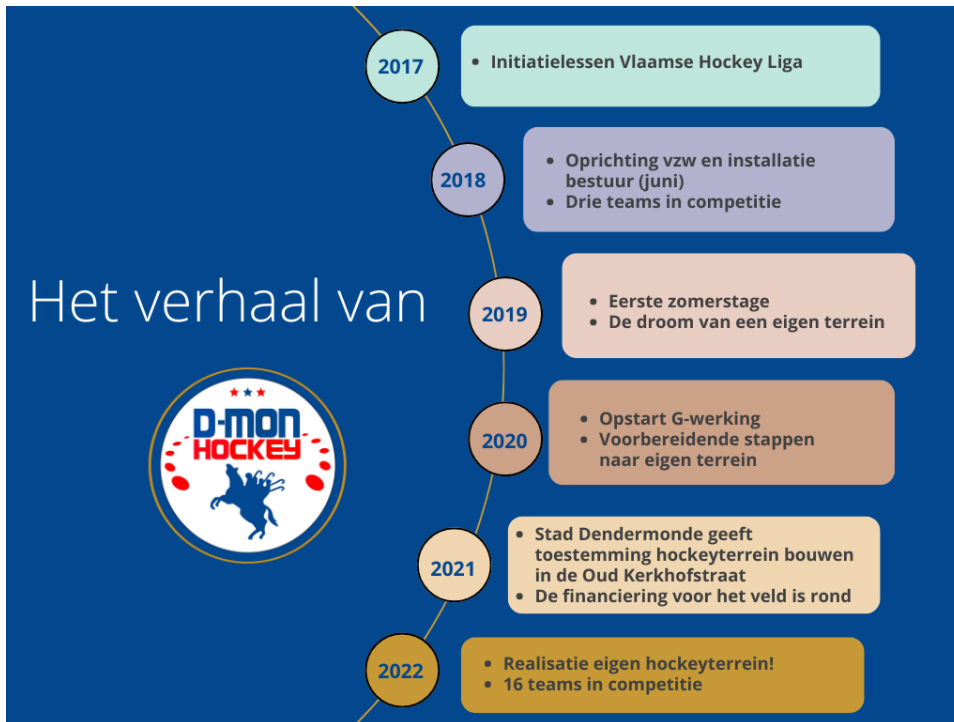 2017
• Initiatielessen Vlaamse Hockey Liga
2018
• Oprichting vzw en installatie
bestuur (juni)
• Drie teams in competitie
2019
• Eerste zomerstage
• De droom van een eigen terrein
Het verhaal van
D-MON
HOCKEY
2020
• Opstart G-werking
• Voorbereidende stappen
naar eigen terrein
2021
• Stad Dendermonde geeft
toestemming hockeyterrein bouwen
in de Oud Kerkhofstraat
• De financiering voor het veld is rond
2022
• Realisatie eigen hockeyterrein!
• 16 teams in competitie